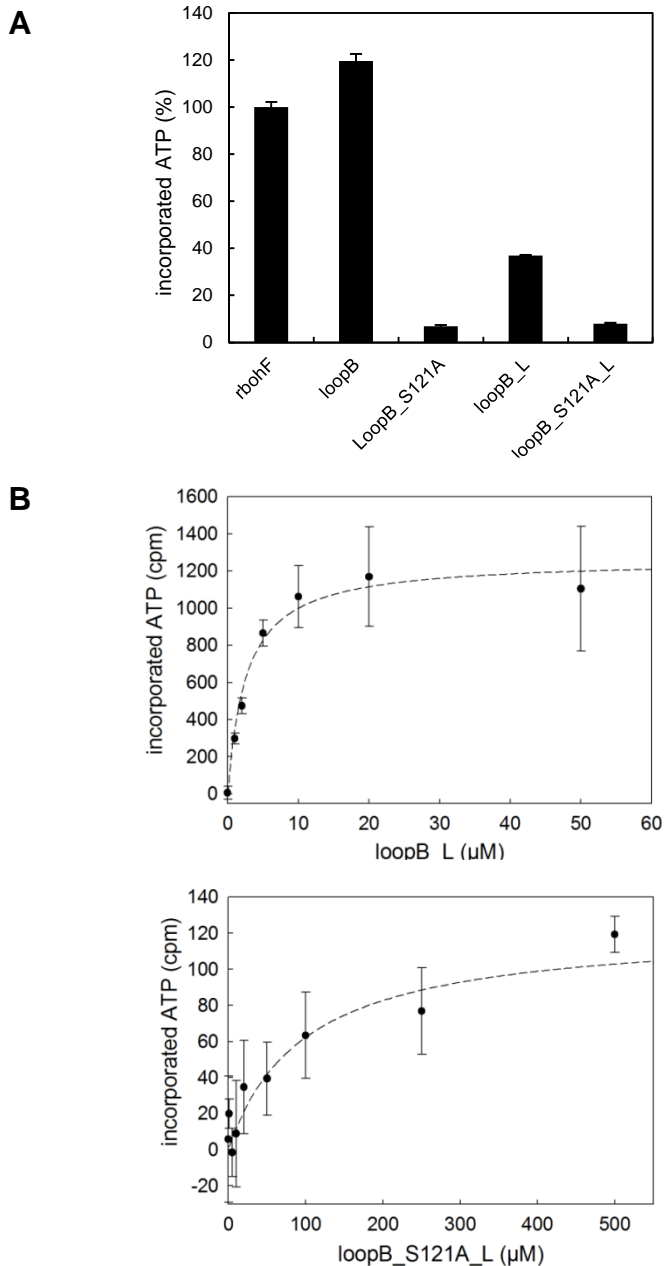 A
140
120
100
80
60
40
20
0
incorporated ATP (%)
rbohF
loopB
LoopB_S121A
loopB_L
loopB_S121A_L
B
1600
1400
1200
1000
800
600
400
200
0
incorporated ATP (cpm)
0 10 20 30 40 50 60
loopB_L (µM)
140
120
100
80
60
40
20
0
-20
incorporated ATP (cpm)
0 100 200 300 400 500
loopB_S121A_L (µM)